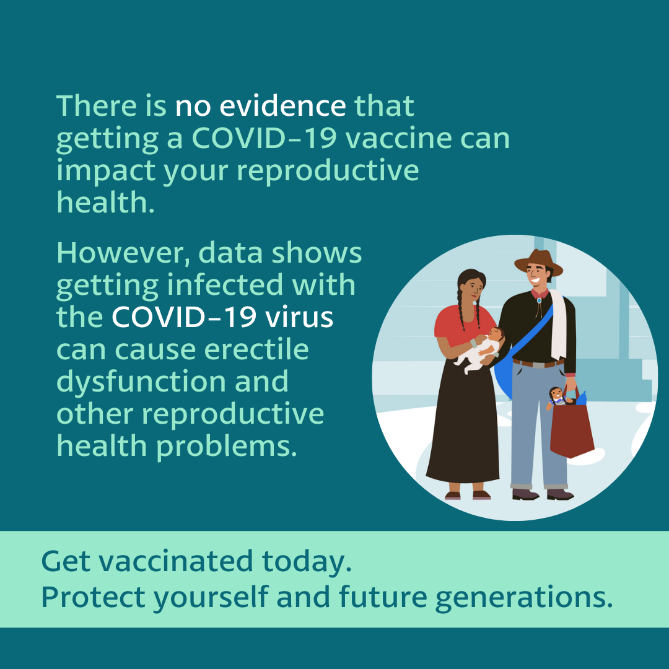 There is no evidence that
getting a COVID-19 vaccine can
impact your reproductive
health.
However, data shows
getting infected with
the COVID-19 virus
can cause erectile
dysfunction and
other reproductive
health problems.
Get vaccinated today.
Protect yourself and future generations.